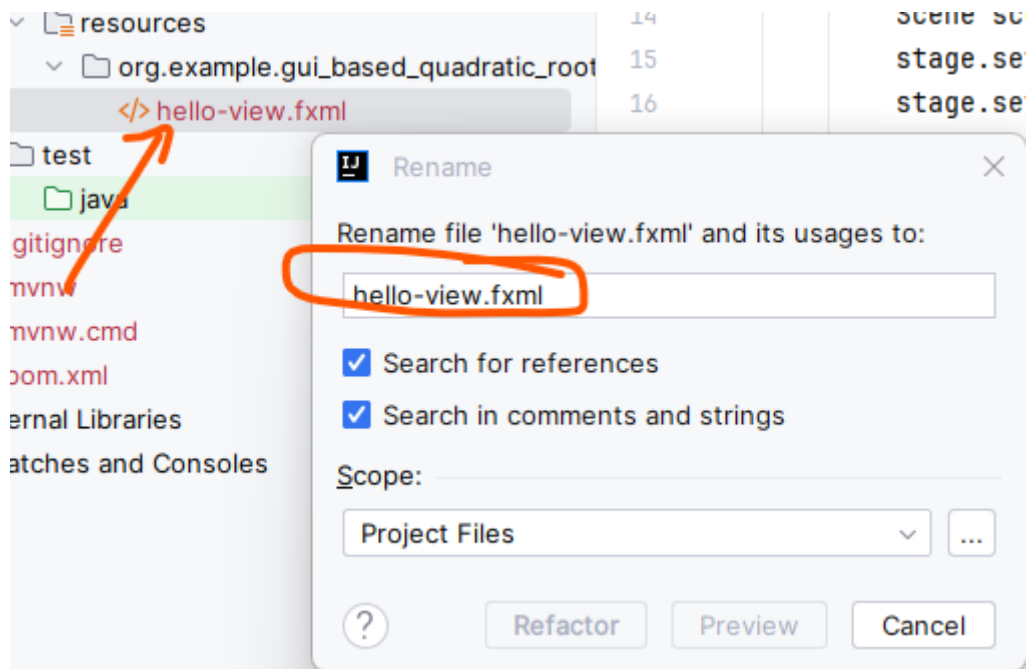 resources
org.example.gui_based_quadratic_root
</> hello-view.fxml
test
java
gitignore
mvnw
mvnw.cmd
pom.xml
ernal Libraries
atches and Consoles
14
15
16
Scene sc
stage.se
stage.se
IJ
Rename
Rename file 'hello-view.fxml' and its usages to:
hello-view.fxml
Search for references
Search in comments and strings
Scope:
Project Files
...
?
Refactor
Preview
Cancel